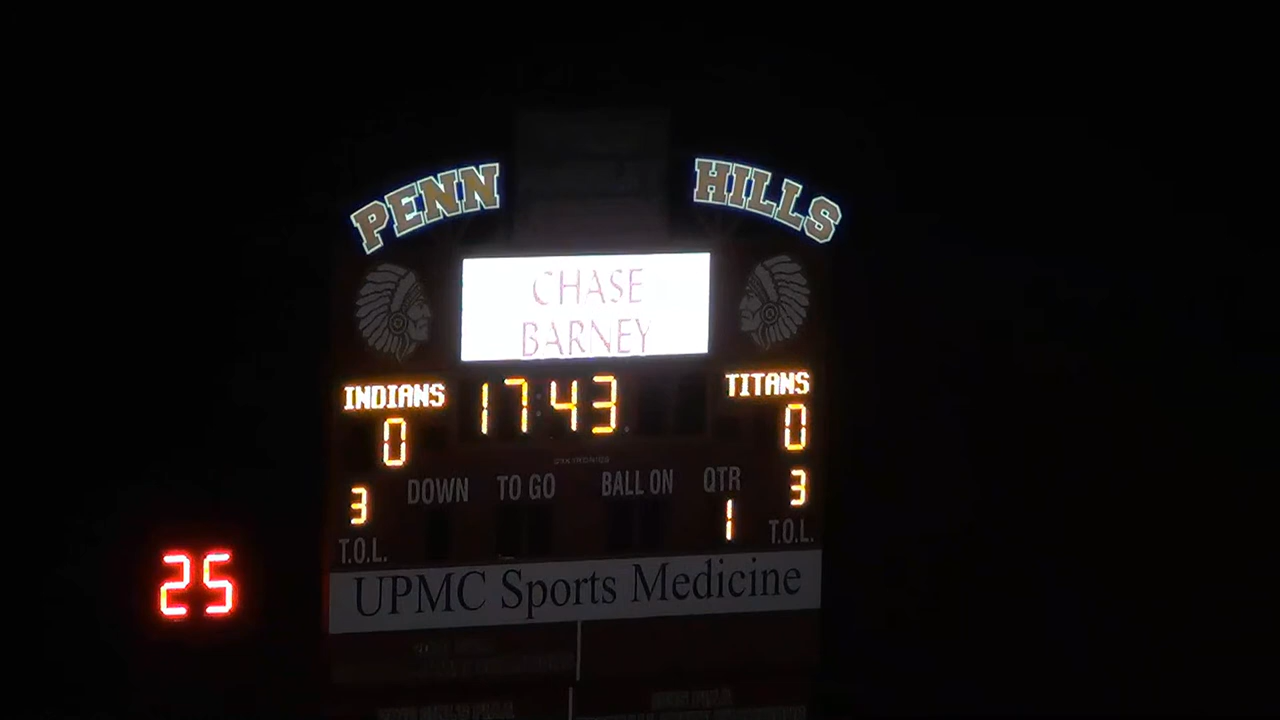 PENN HILLS
CHASE
BARNEY
INDIANS 17:43 TITANS
0 0
DOWN TO GO BALL ON QTR
3 1 3
T.O.L. T.O.L.
25
UPMC Sports Medicine